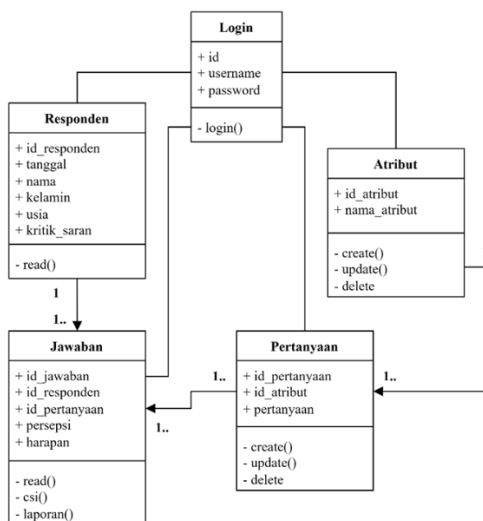 Login
+ id
+ username
+ password
- login()
Responden
+ id_responden
+ tanggal
+ nama
+ kelamin
+ usia
+ kritik_saran
- read()
Atribut
+ id_atribut
+ nama_atribut
- create()
- update()
- delete
1
1..
Jawaban
+ id_jawaban
+ id_responden
+ id_pertanyaan
+ persepsi
+ harapan
- read()
- csi()
- laporan()
1..
1..
Pertanyaan
+ id_pertanyaan
+ id_atribut
+ pertanyaan
- create()
- update()
- delete
1..